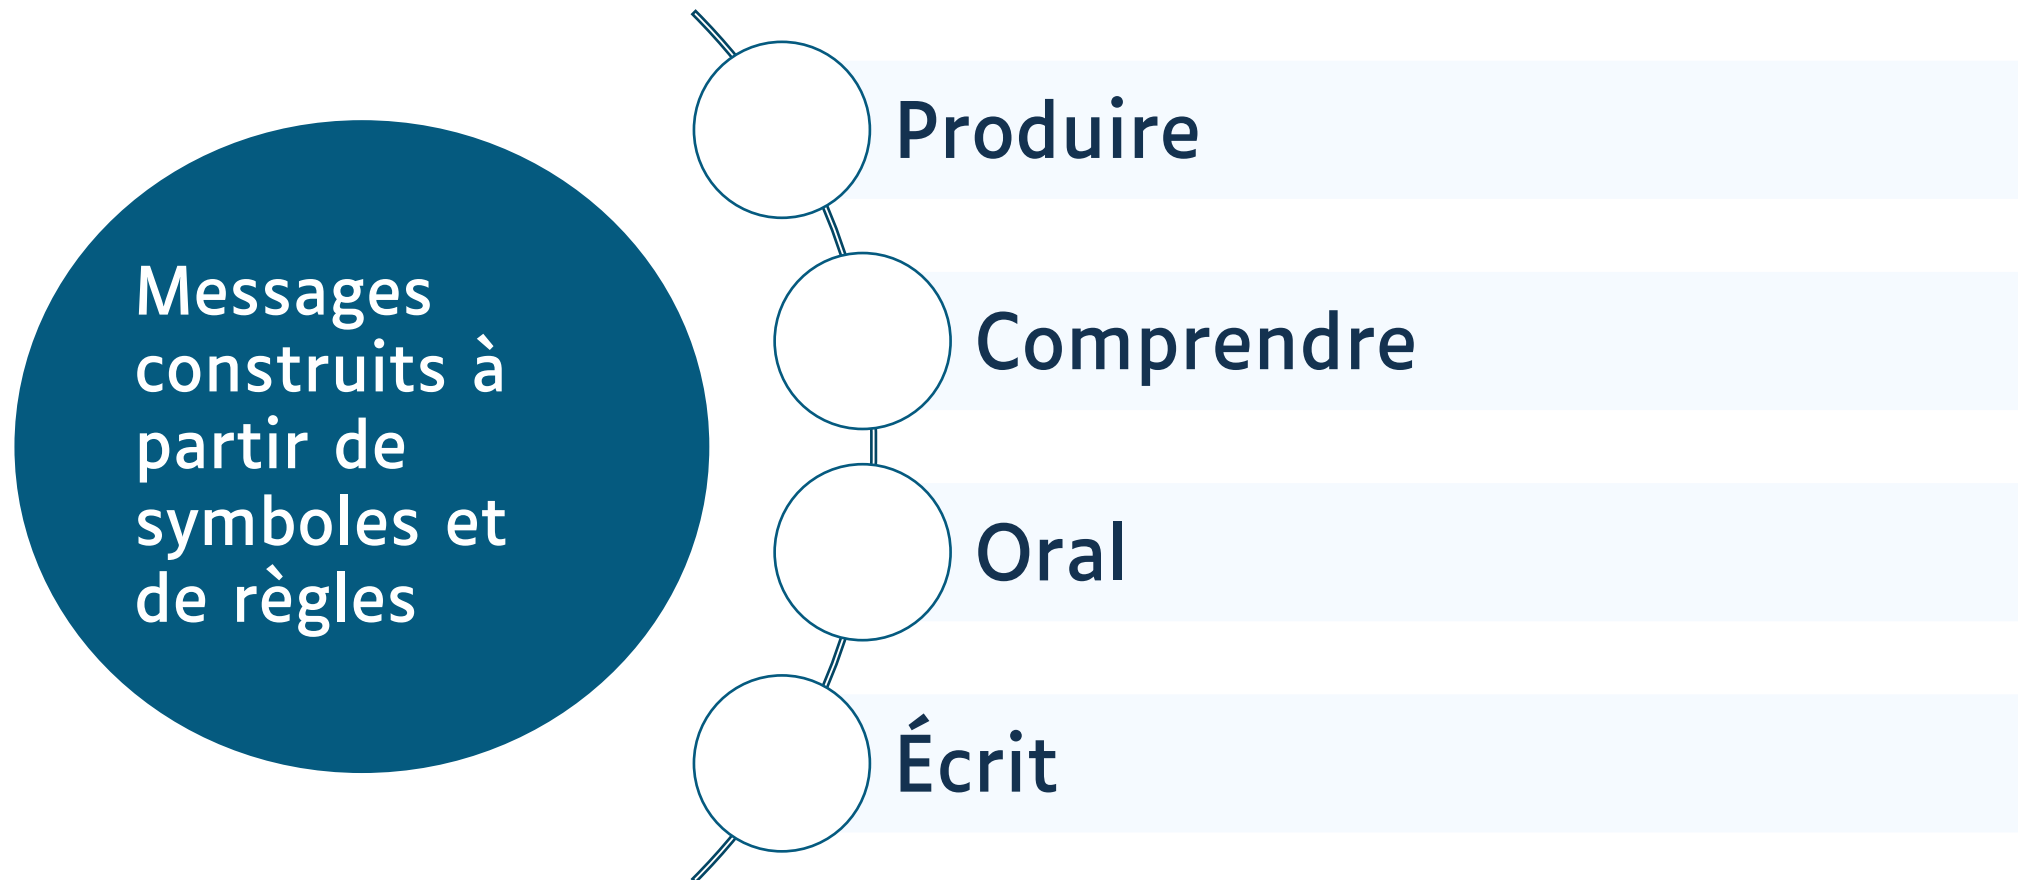 Messages
construits à
partir de
symboles et
de règles
Produire
Comprendre
Oral
Écrit